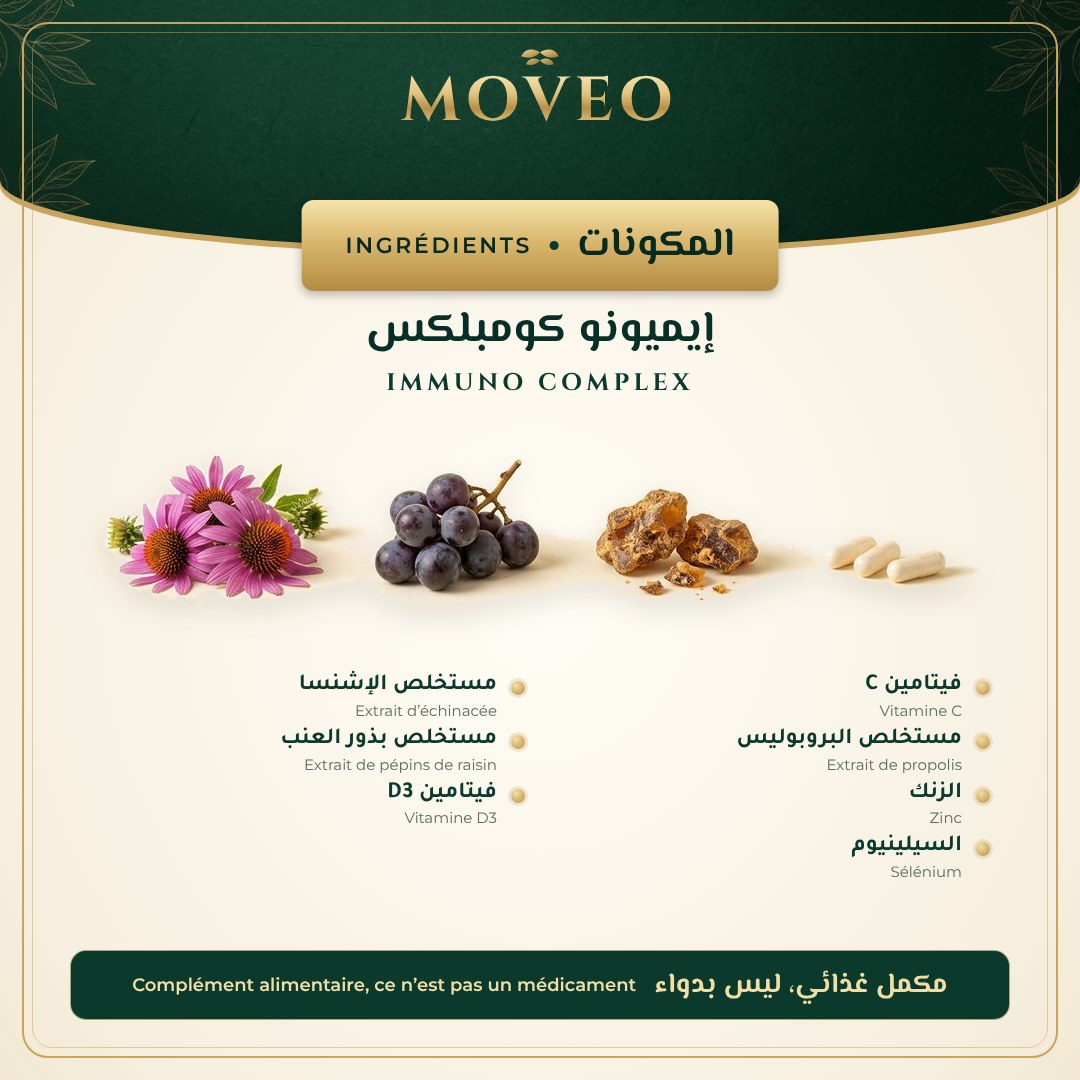 MOVEO
المكونات • INGRÉDIENTS
إيميونو كومبلكس
IMMUNO COMPLEX
فيتامين C
Vitamine C
مستخلص البروبوليس
Extrait de propolis
الزنك
Zinc
السيلينيوم
Sélénium
مستخلص الإشنسا
Extrait d’échinacée
مستخلص بذور العنب
Extrait de pépins de raisin
فيتامين D3
Vitamine D3
مكمل غذائي، ليس بدواء Complément alimentaire, ce n’est pas un médicament